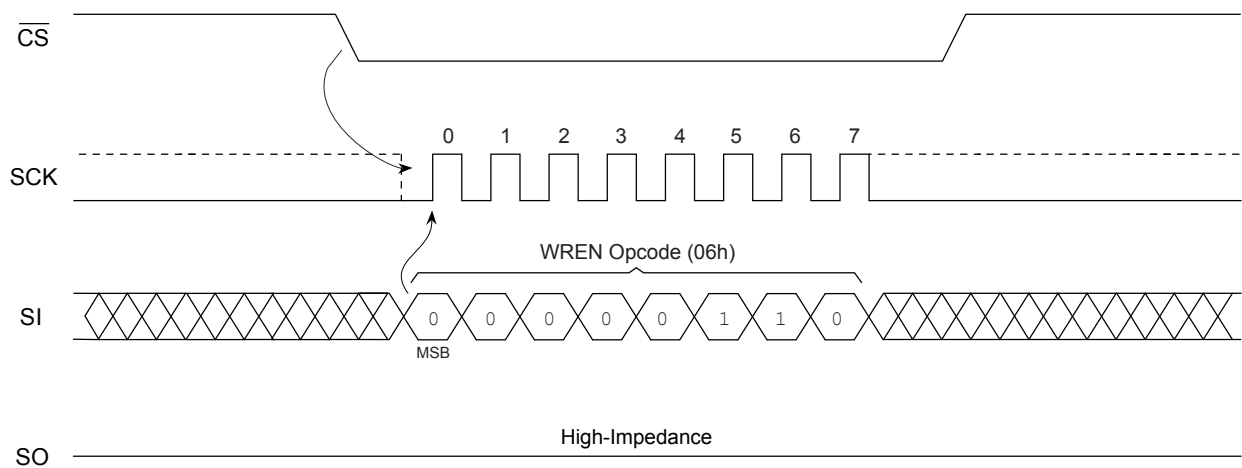 C̅S̅
0 1 2 3 4 5 6 7
SCK
WREN Opcode (06h)
SI
0 0 0 0 0 1 1 0
MSB
High-Impedance
SO